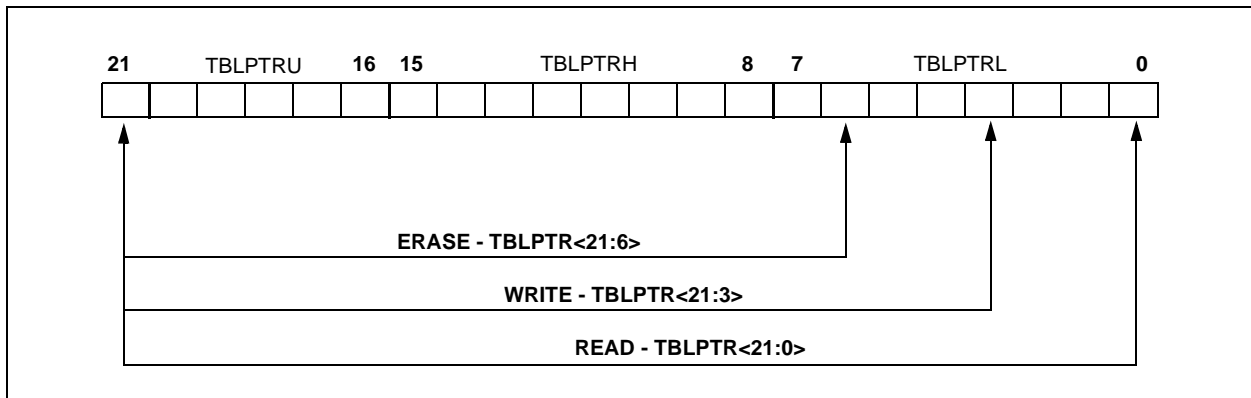 21 TBLPTRU 16 15 TBLPTRH 8 7 TBLPTRL 0
ERASE - TBLPTR<21:6>
WRITE - TBLPTR<21:3>
READ - TBLPTR<21:0>